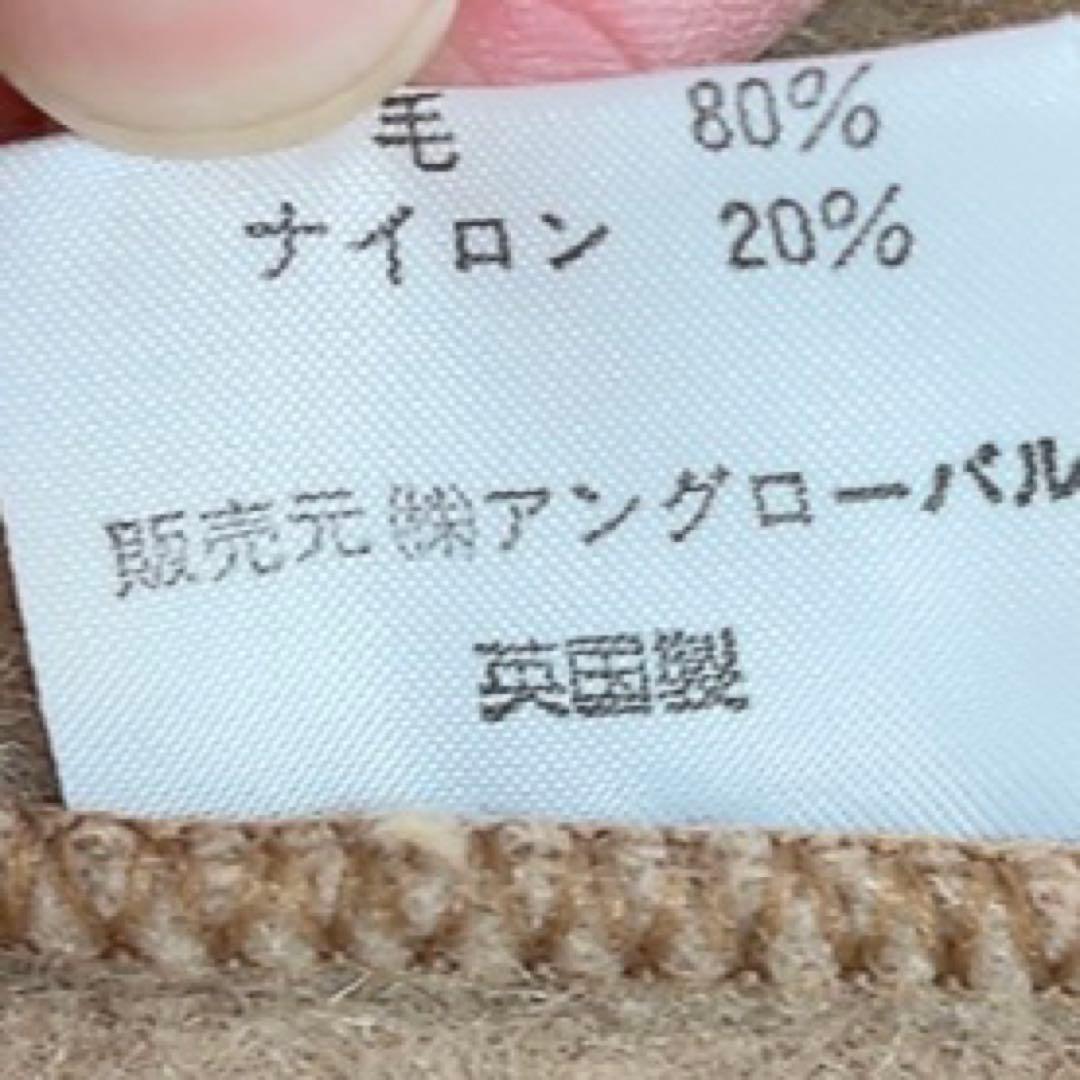 毛 80%
ナイロン 20%
販売元 ㈱アングローバル
英国製